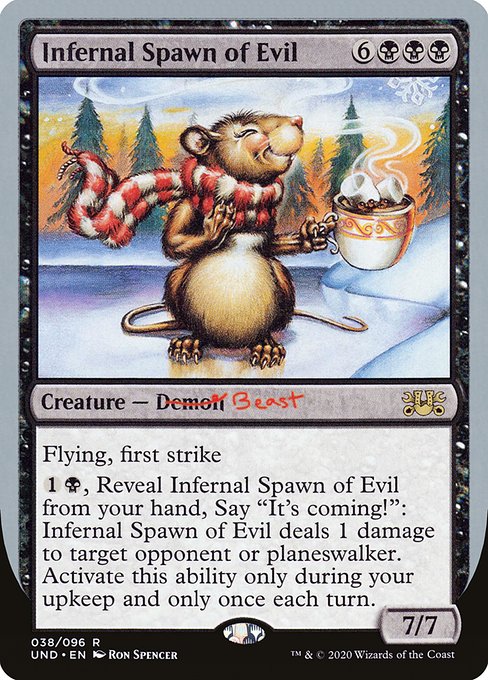 Infernal Spawn of Evil 6
Creature — Demon Beast
Flying, first strike
1, Reveal Infernal Spawn of Evil
from your hand, Say “It’s coming!”:
Infernal Spawn of Evil deals 1 damage
to target opponent or planeswalker.
Activate this ability only during your
upkeep and only once each turn.
7/7
038/096 R
UND • EN Ron Spencer
™ & © 2020 Wizards of the Coast